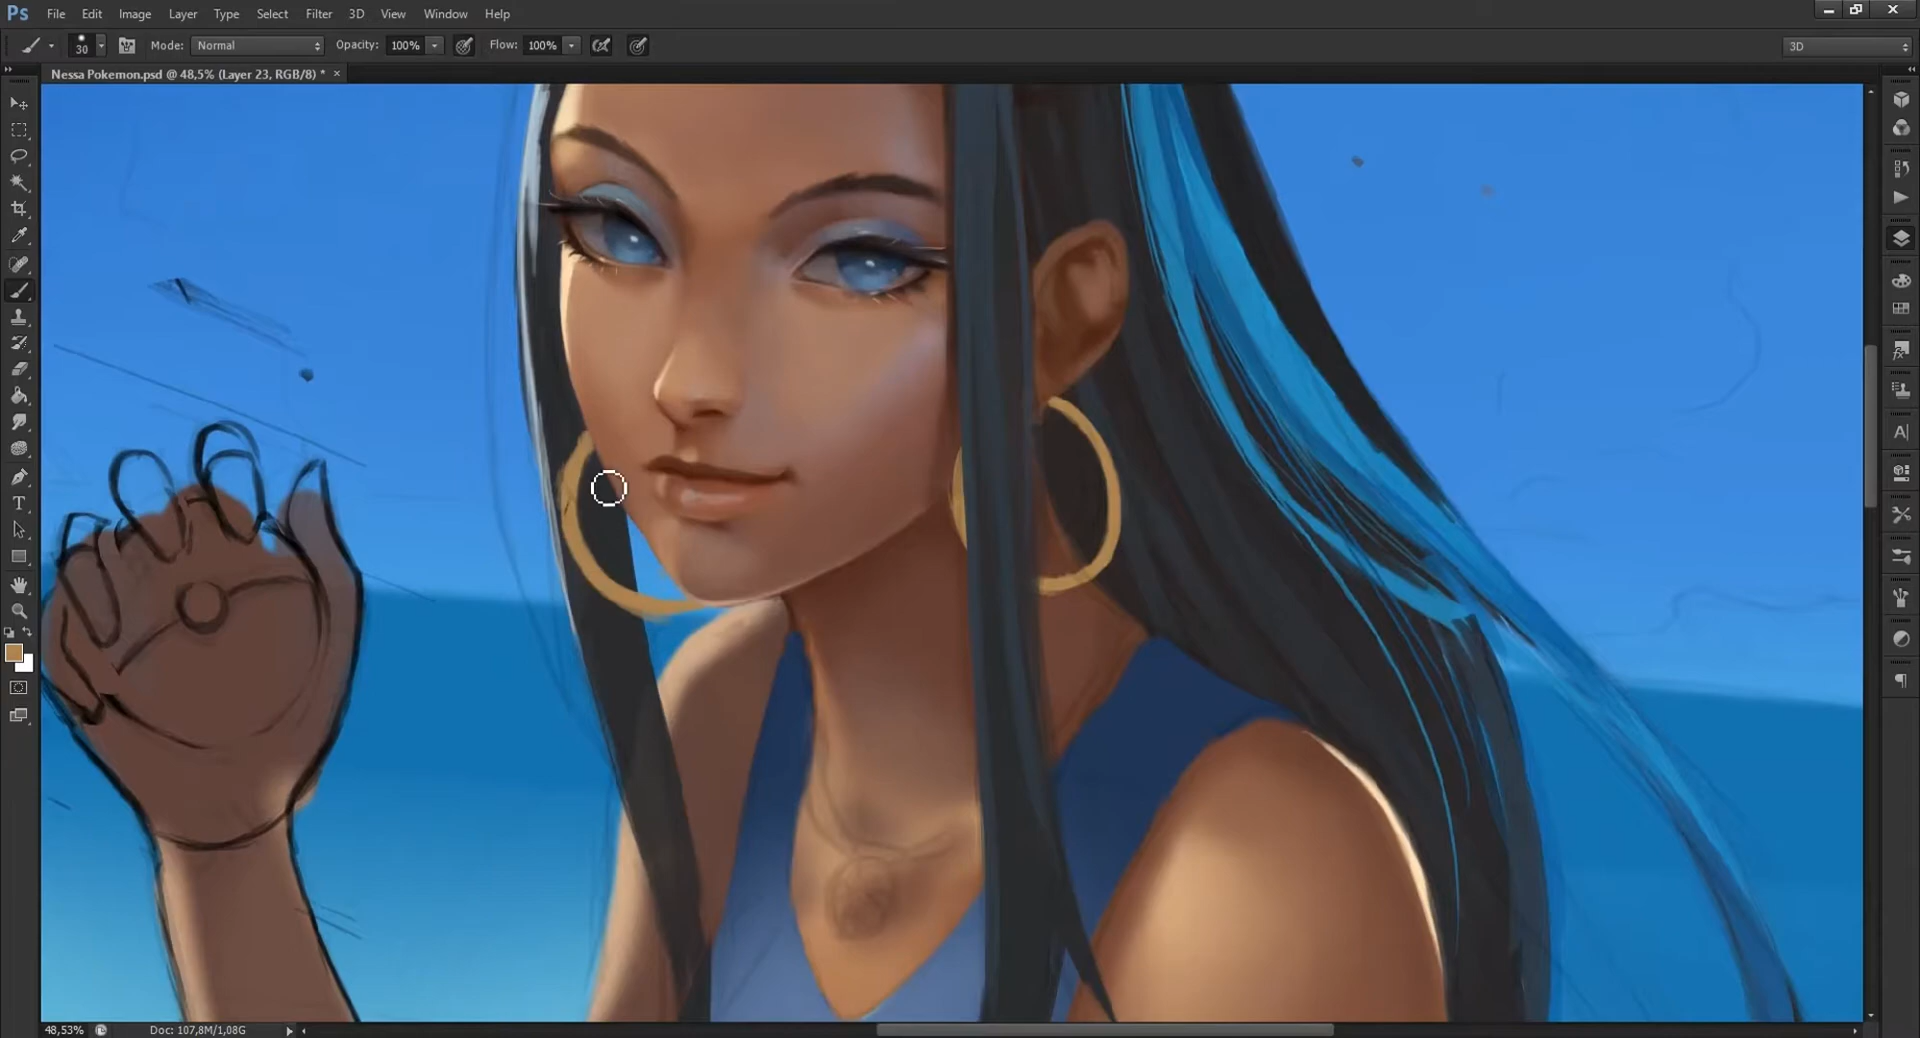 Ps File Edit Image Layer Type Select Filter 3D View Window Help
30 Mode: Normal Opacity: 100% Flow: 100% 3D
Nessa Pokemon.psd @ 48,5% (Layer 23, RGB/8) * ×
48,53% Doc: 107,8M/1,08G